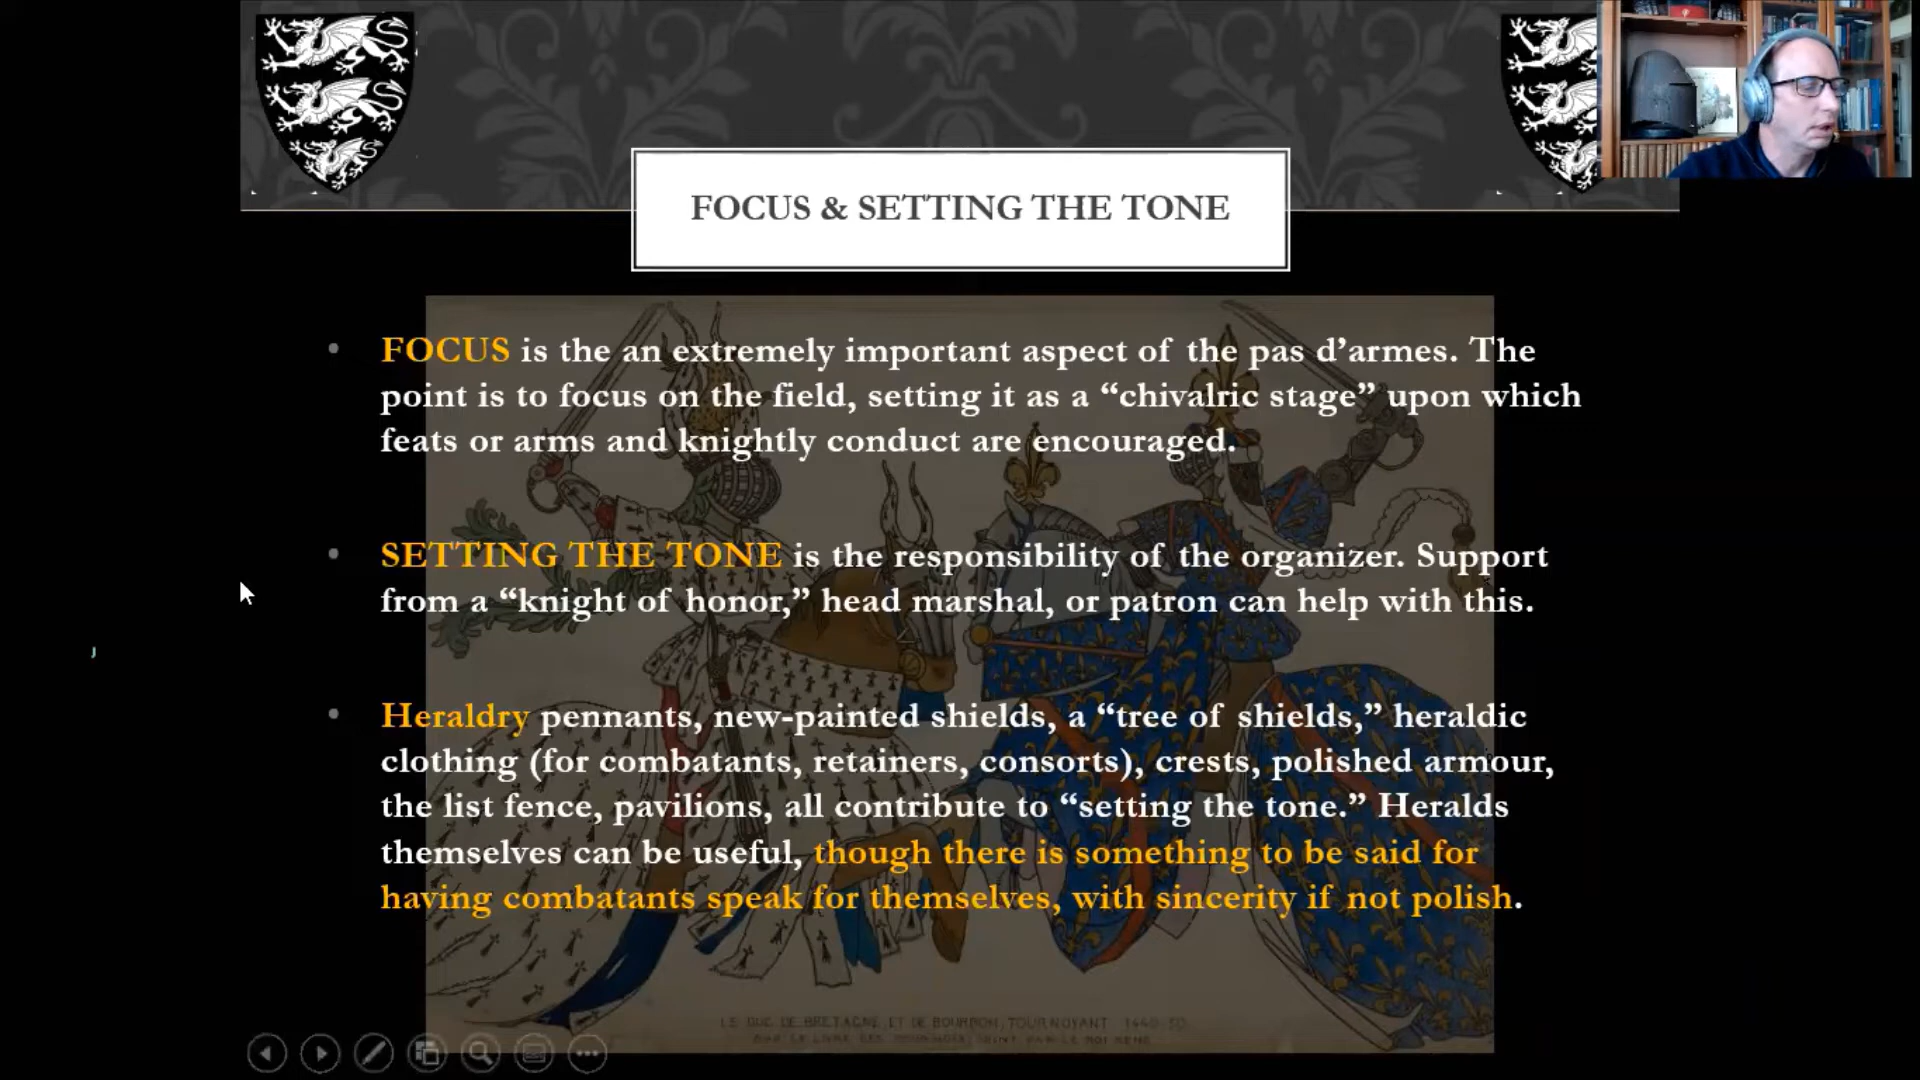 FOCUS & SETTING THE TONE
• FOCUS is the an extremely important aspect of the pas d’armes. The
point is to focus on the field, setting it as a “chivalric stage” upon which
feats or arms and knightly conduct are encouraged.
• SETTING THE TONE is the responsibility of the organizer. Support
from a “knight of honor,” head marshal, or patron can help with this.
• Heraldry pennants, new-painted shields, a “tree of shields,” heraldic
clothing (for combatants, retainers, consorts), crests, polished armour,
the list fence, pavilions, all contribute to “setting the tone.” Heralds
themselves can be useful, though there is something to be said for
having combatants speak for themselves, with sincerity if not polish.
LE DUC DE BRETAGNE ET DE BOURBON, TOURNOYANT 1440-50